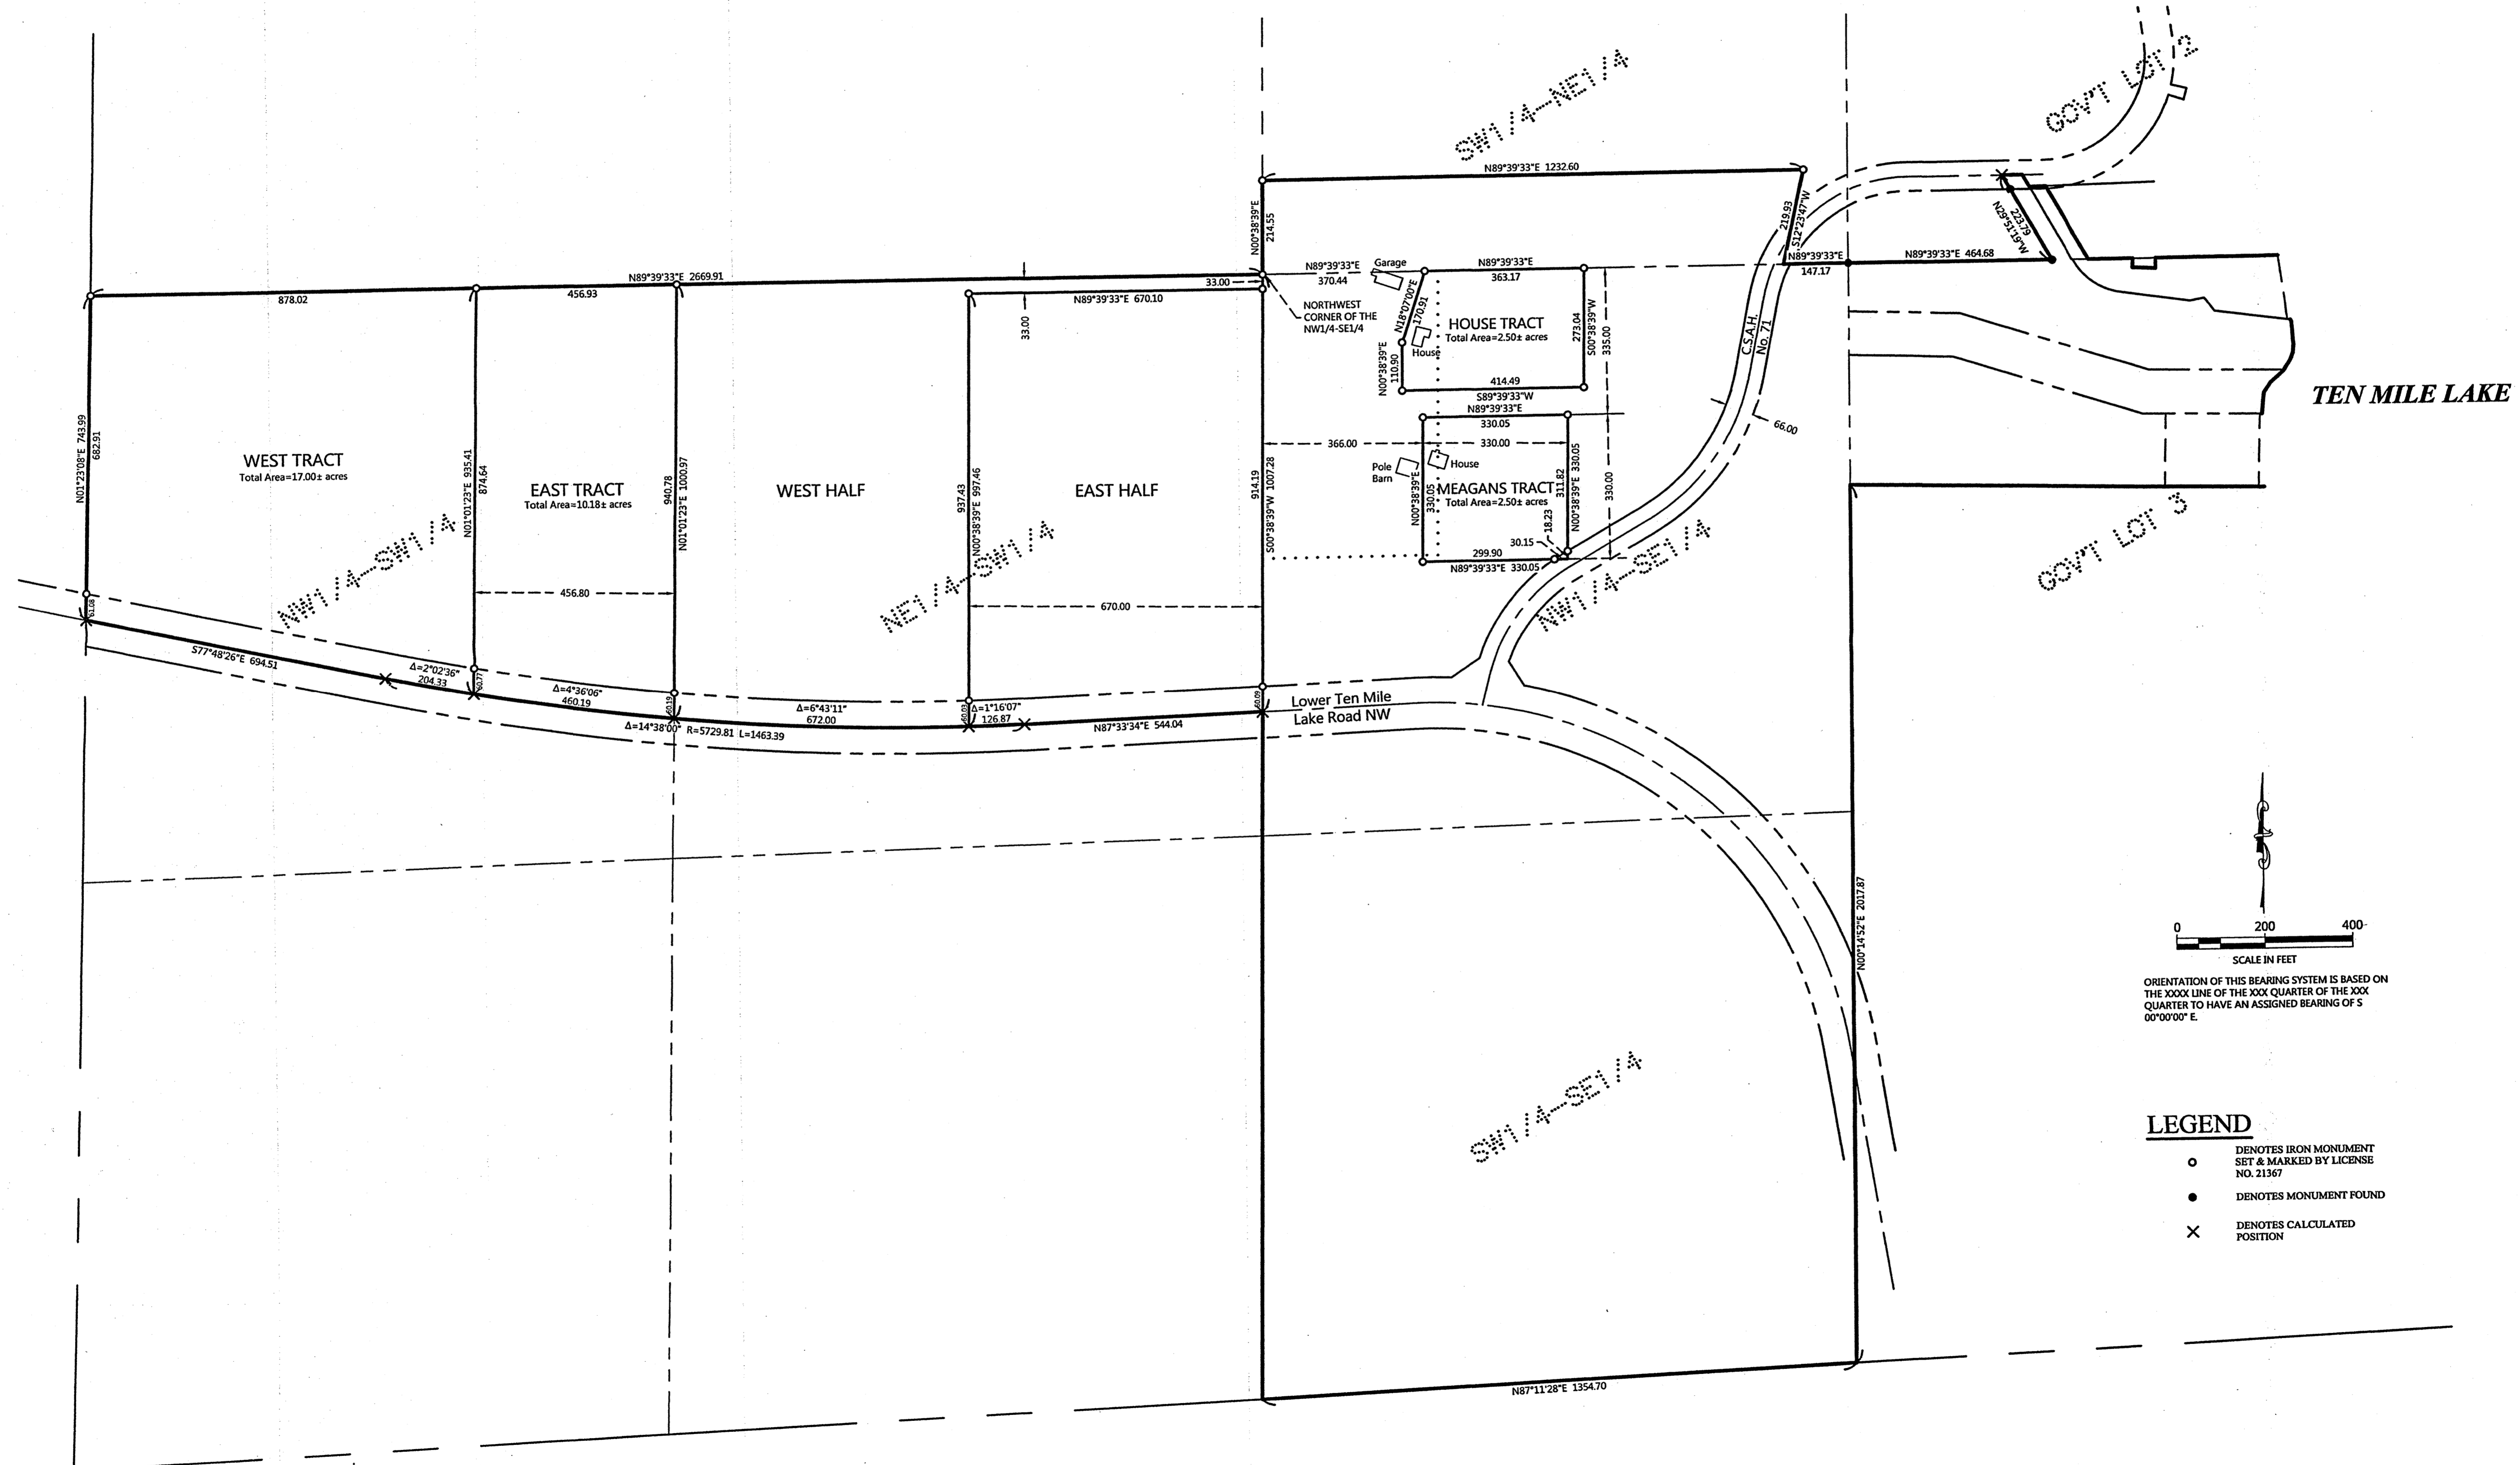 SW1/4-NE1/4
GOV'T LOT 2
N89°39'33"E 1232.60
N00°38'39"E
214.55
219.93
S12°23'47"W
223.79
N29°51'19"W
N89°39'33"E 2669.91
878.02
456.93
33.00
N89°39'33"E 670.10
33.00
NORTHWEST
CORNER OF THE
NW1/4-SE1/4
N89°39'33"E
370.44
Garage
N89°39'33"E
363.17
N89°39'33"E
147.17
N89°39'33"E 464.68
N18°07'00"E
170.91
House
HOUSE TRACT
Total Area=2.50± acres
273.04
S00°38'39"W
335.00
N00°38'39"E
110.90
414.49
S89°39'33"W
C.S.A.H.
No. 71
66.00
TEN MILE LAKE
N89°39'33"E
330.05
366.00
330.00
Pole
Barn
House
N00°38'39"E
330.05
MEAGANS TRACT
Total Area=2.50± acres
311.82
N00°38'39"E 330.05
330.00
18.23
30.15
299.90
N89°39'33"E 330.05
N01°23'08"E 743.99
682.91
WEST TRACT
Total Area=17.00± acres
N01°01'23"E 935.41
874.64
EAST TRACT
Total Area=10.18± acres
940.78
N01°01'23"E 1000.97
WEST HALF
937.43
N00°38'39"E 997.46
EAST HALF
914.19
S00°38'39"W 1007.28
NW1/4-SW1/4
NE1/4-SW1/4
NW1/4-SE1/4
GOV'T LOT 3
456.80
670.00
61.08
S77°48'26"E 694.51
Δ=2°02'36"
204.33
60.77
Δ=4°36'06"
460.19
60.19
Δ=14°38'00" R=5729.81 L=1463.39
Δ=6°43'11"
672.00
60.03
Δ=1°16'07"
126.87
N87°33'34"E 544.04
60.09
Lower Ten Mile
Lake Road NW
N00°14'52"E 2017.87
SW1/4-SE1/4
N87°11'28"E 1354.70
0 200 400
SCALE IN FEET
ORIENTATION OF THIS BEARING SYSTEM IS BASED ON
THE XXXX LINE OF THE XXX QUARTER OF THE XXX
QUARTER TO HAVE AN ASSIGNED BEARING OF S
00°00'00" E.
LEGEND
DENOTES IRON MONUMENT
SET & MARKED BY LICENSE
NO. 21367
DENOTES MONUMENT FOUND
DENOTES CALCULATED
POSITION